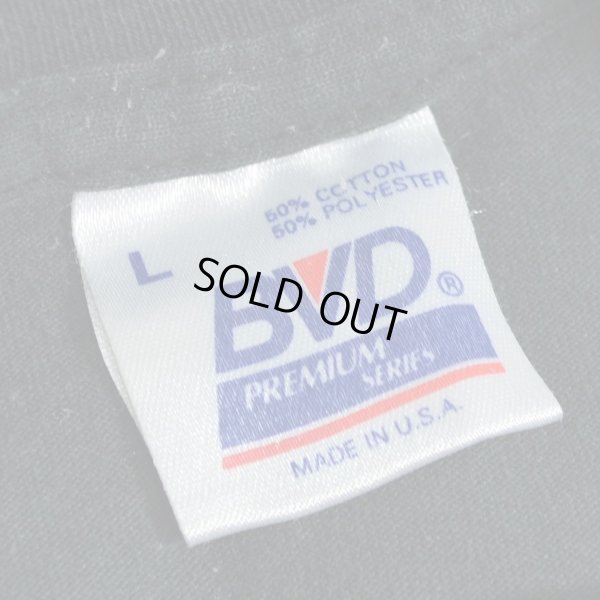 50% COTTON
50% POLYESTER
L
BVD®
SOLD OUT
PREMIUM
SERIES
MADE IN U.S.A.